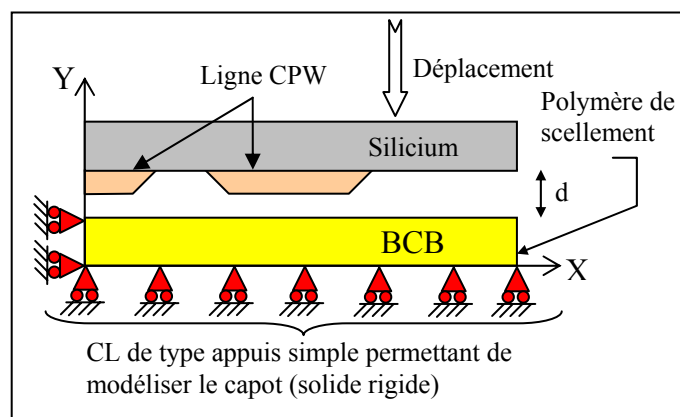 Y
Ligne CPW
Déplacement
Polymère de
scellement
Silicium
d
BCB
X
CL de type appuis simple permettant de
modéliser le capot (solide rigide)